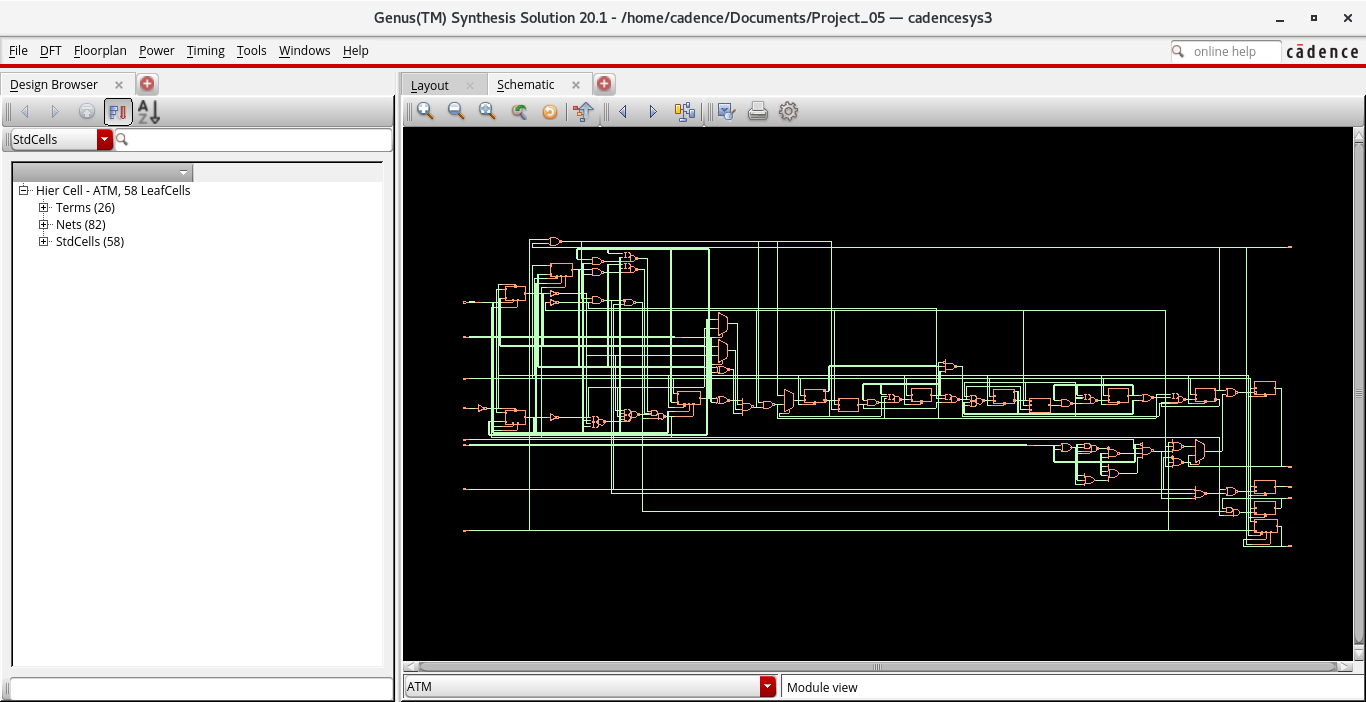 Genus(TM) Synthesis Solution 20.1 - /home/cadence/Documents/Project_05 — cadencesys3
File DFT Floorplan Power Timing Tools Windows Help
online help
cādence
Design Browser
Layout
Schematic
A
Z
StdCells
Hier Cell - ATM, 58 LeafCells
Terms (26)
Nets (82)
StdCells (58)
ATM
Module view